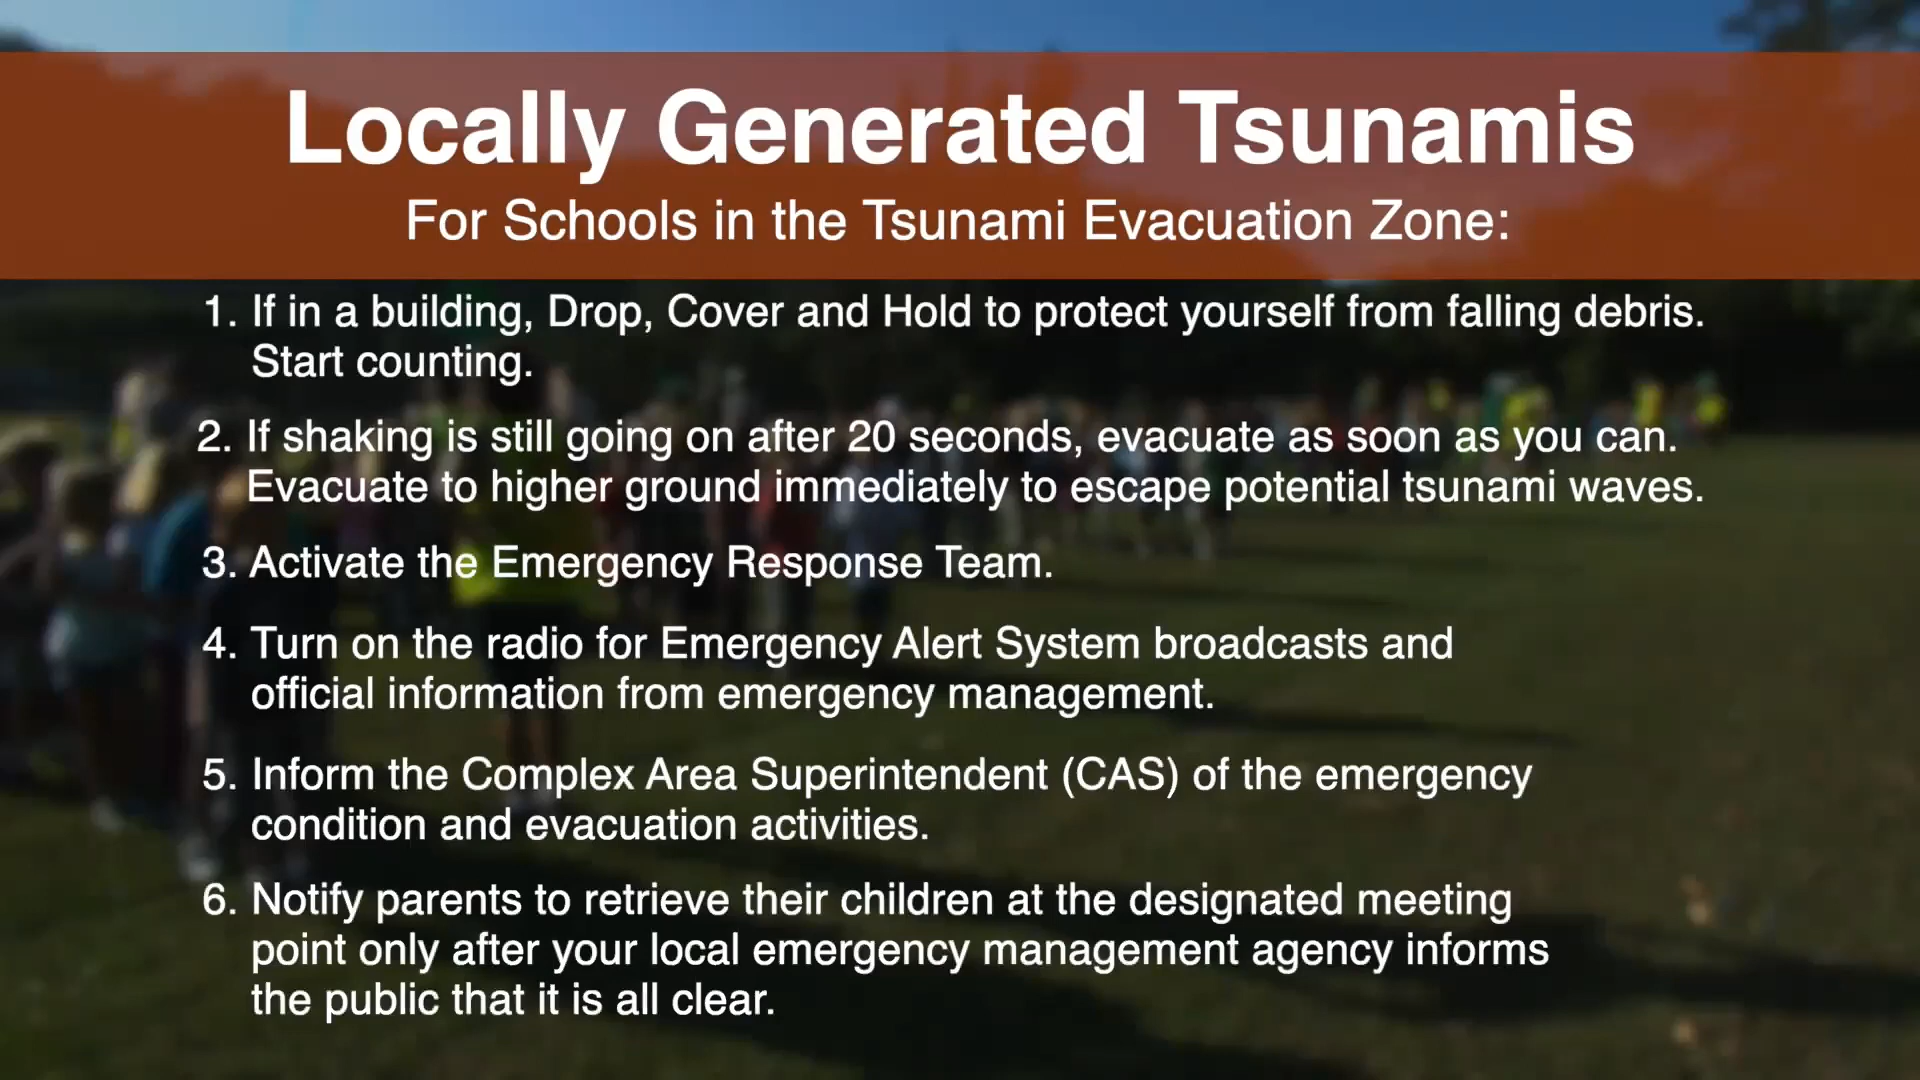 Locally Generated Tsunamis
For Schools in the Tsunami Evacuation Zone:
1. If in a building, Drop, Cover and Hold to protect yourself from falling debris.
Start counting.
2. If shaking is still going on after 20 seconds, evacuate as soon as you can.
Evacuate to higher ground immediately to escape potential tsunami waves.
3. Activate the Emergency Response Team.
4. Turn on the radio for Emergency Alert System broadcasts and
official information from emergency management.
5. Inform the Complex Area Superintendent (CAS) of the emergency
condition and evacuation activities.
6. Notify parents to retrieve their children at the designated meeting
point only after your local emergency management agency informs
the public that it is all clear.